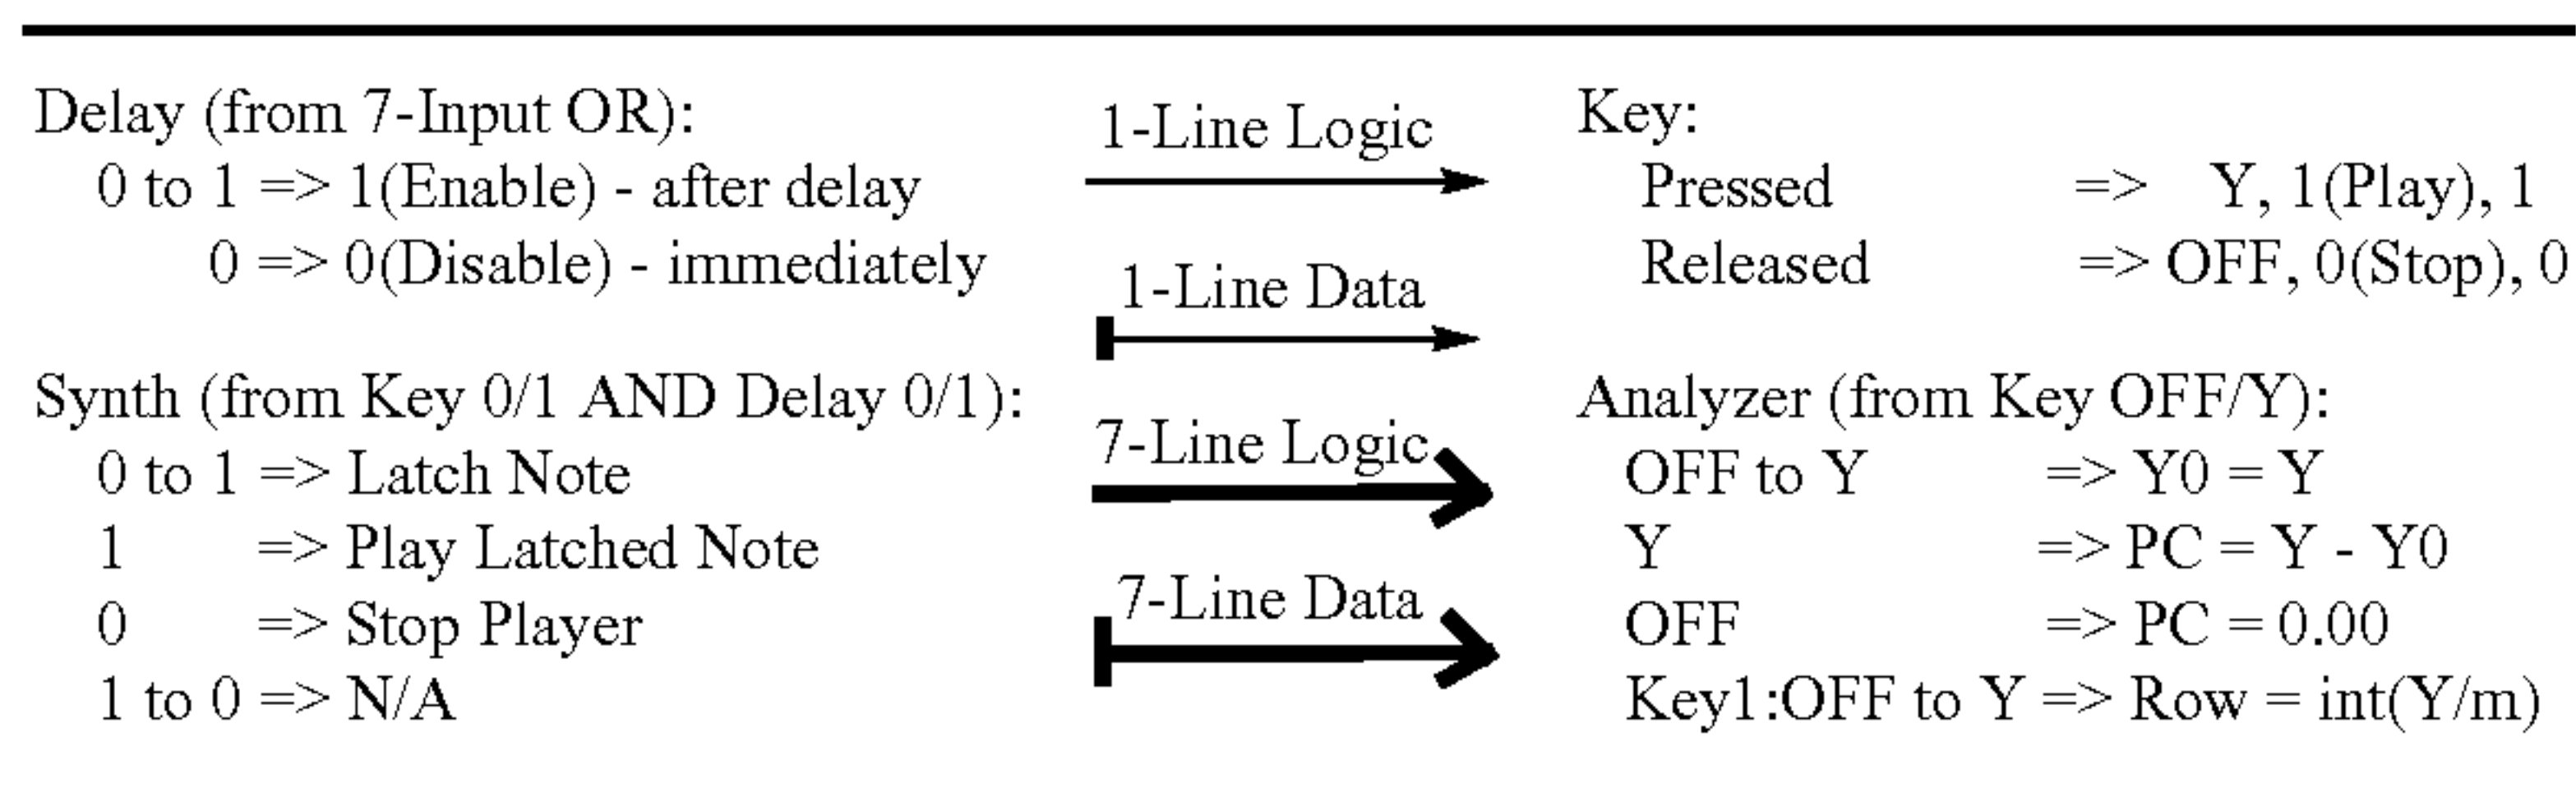 Delay (from 7-Input OR):
0 to 1 => 1(Enable) - after delay
0 => 0(Disable) - immediately
Synth (from Key 0/1 AND Delay 0/1):
0 to 1 => Latch Note
1 => Play Latched Note
0 => Stop Player
1 to 0 => N/A
1-Line Logic
1-Line Data
7-Line Logic
7-Line Data
Key:
Pressed => Y, 1(Play), 1
Released => OFF, 0(Stop), 0
Analyzer (from Key OFF/Y):
OFF to Y => Y0 = Y
Y => PC = Y - Y0
OFF => PC = 0.00
Key1:OFF to Y => Row = int(Y/m)